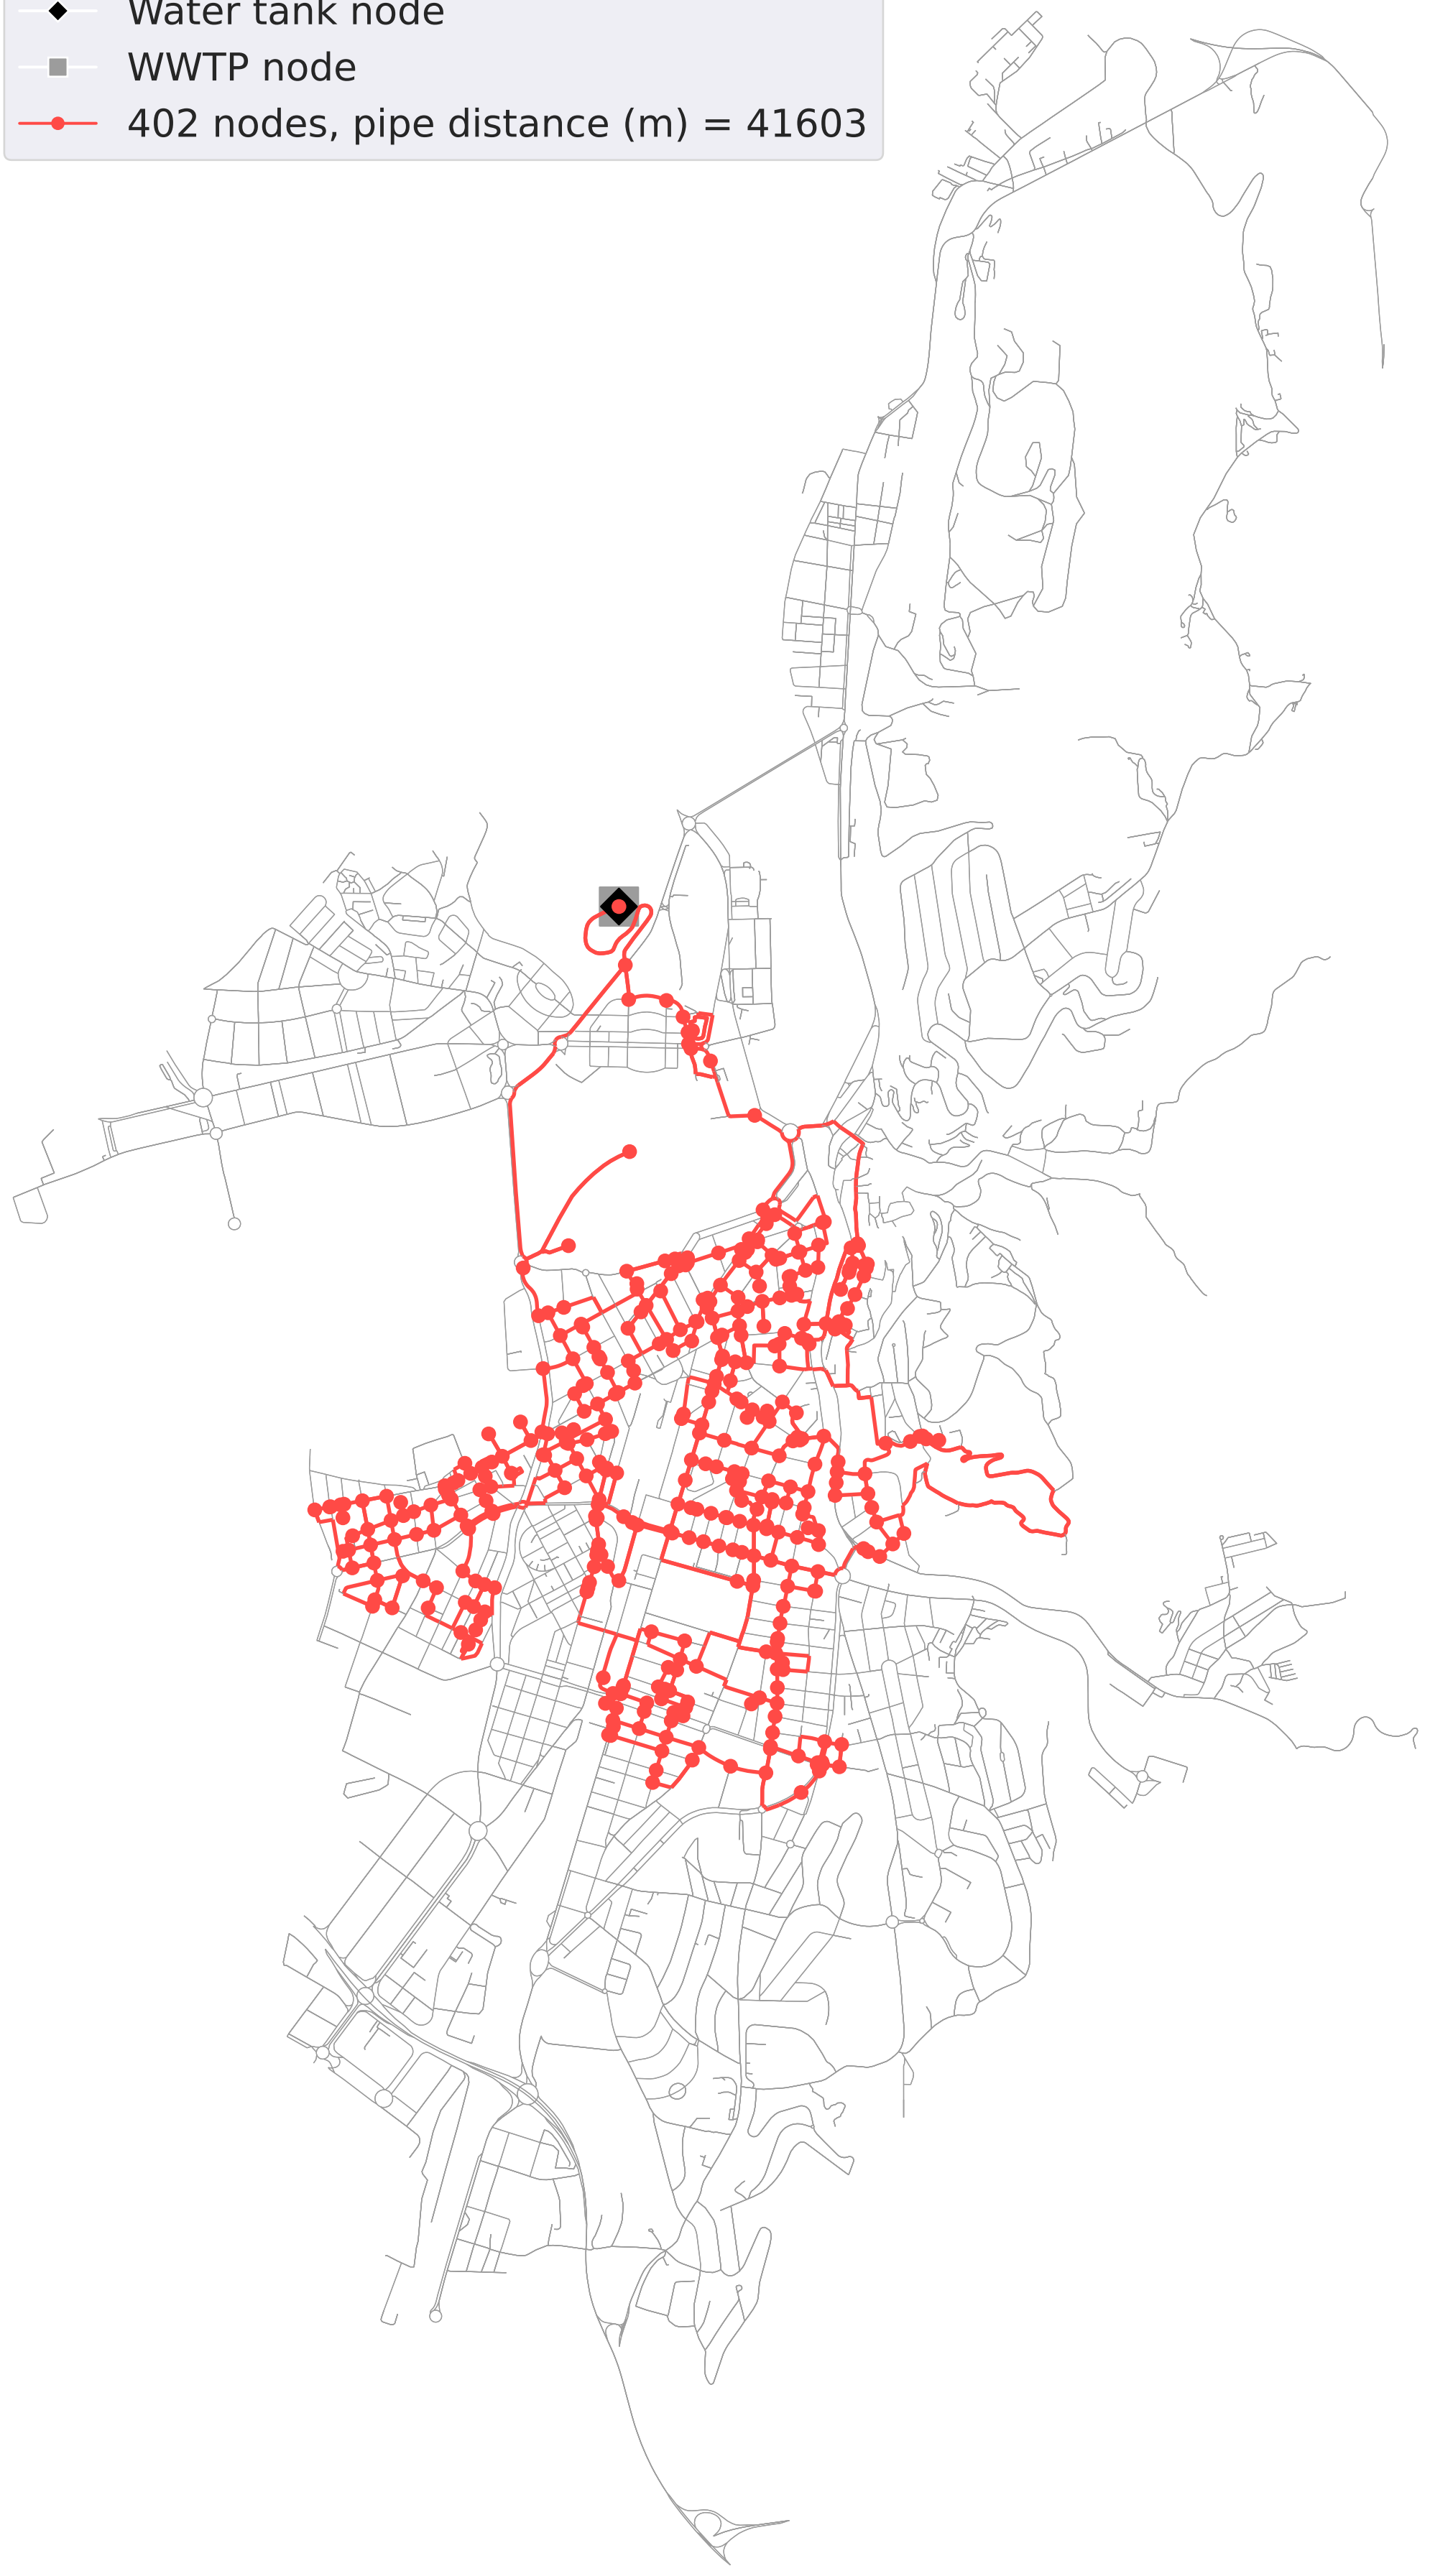 Water tank node
WWTP node
402 nodes, pipe distance (m) = 41603